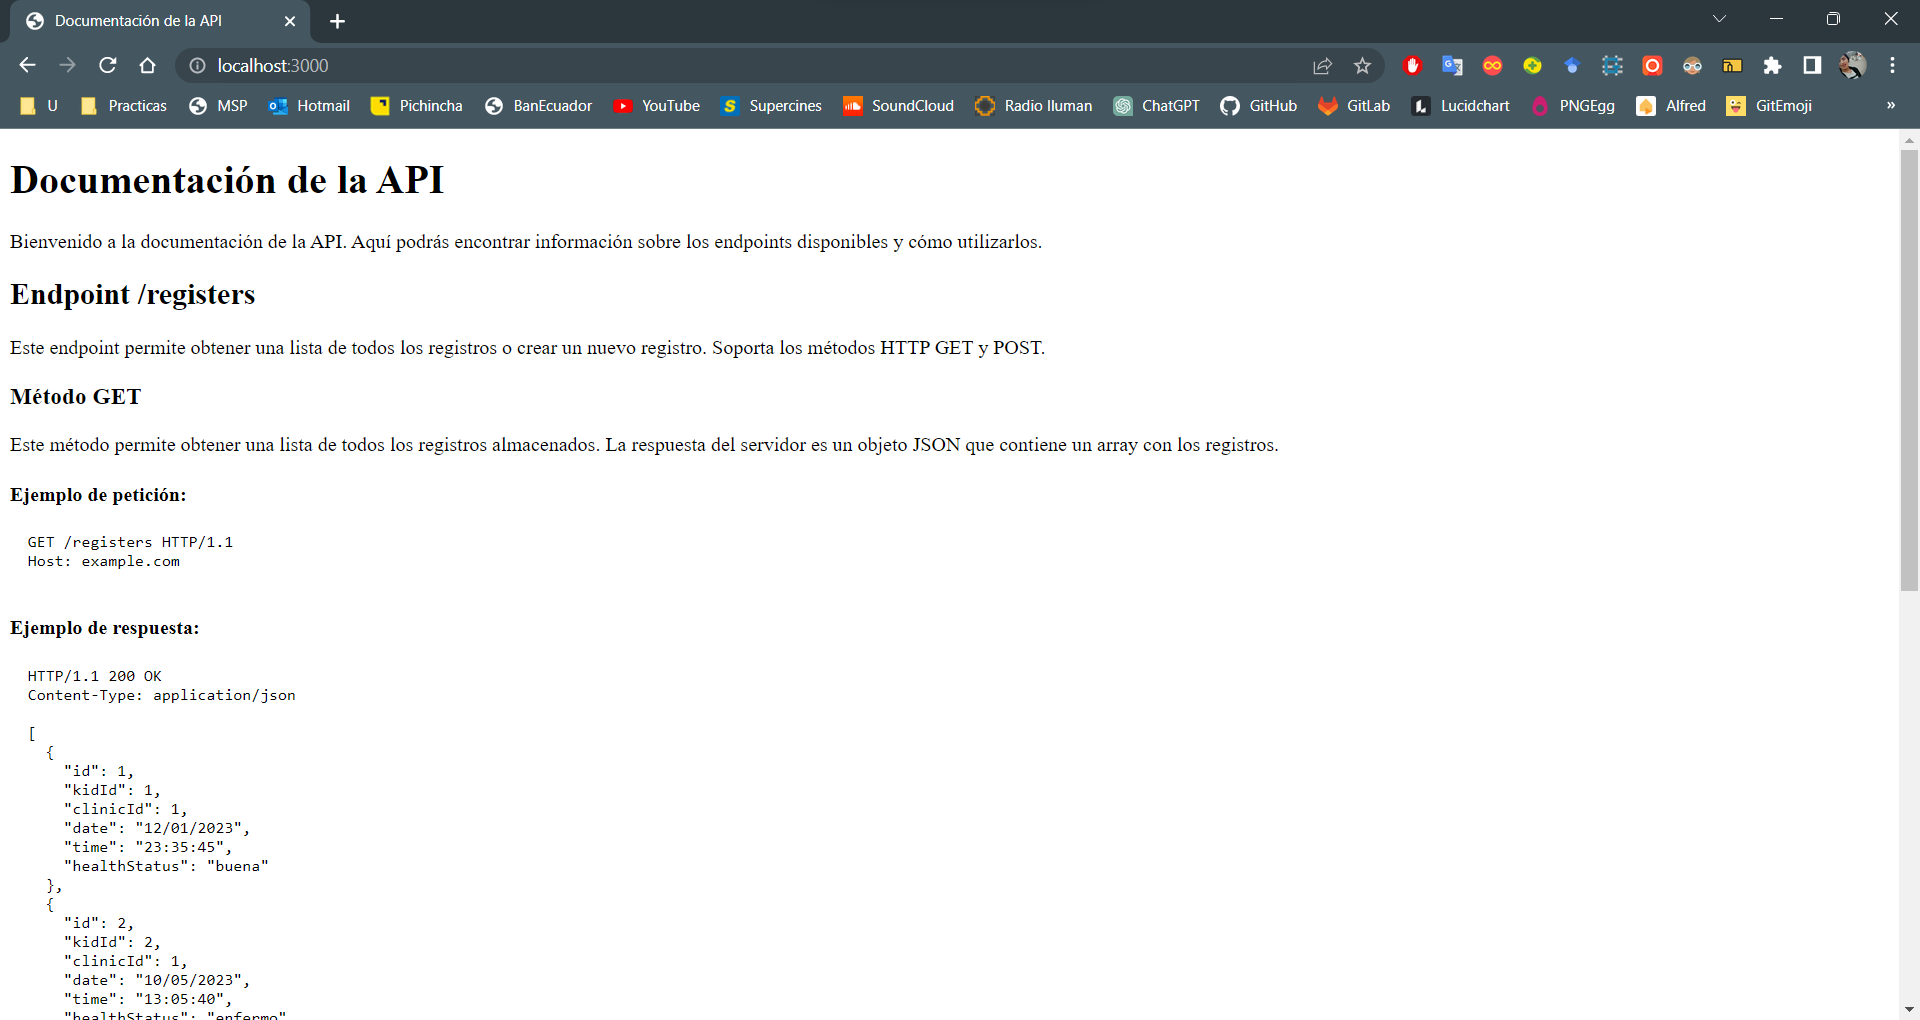 Documentación de la API
localhost:3000
U Practicas MSP Hotmail Pichincha BanEcuador YouTube Supercines SoundCloud Radio Iluman ChatGPT GitHub GitLab Lucidchart PNGEgg Alfred GitEmoji »
Documentación de la API
Bienvenido a la documentación de la API. Aquí podrás encontrar información sobre los endpoints disponibles y cómo utilizarlos.
Endpoint /registers
Este endpoint permite obtener una lista de todos los registros o crear un nuevo registro. Soporta los métodos HTTP GET y POST.
Método GET
Este método permite obtener una lista de todos los registros almacenados. La respuesta del servidor es un objeto JSON que contiene un array con los registros.
Ejemplo de petición:
GET /registers HTTP/1.1
Host: example.com
Ejemplo de respuesta:
HTTP/1.1 200 OK
Content-Type: application/json
[
{
"id": 1,
"kidId": 1,
"clinicId": 1,
"date": "12/01/2023",
"time": "23:35:45",
"healthStatus": "buena"
},
{
"id": 2,
"kidId": 2,
"clinicId": 1,
"date": "10/05/2023",
"time": "13:05:40",
"healthStatus": "enfermo"